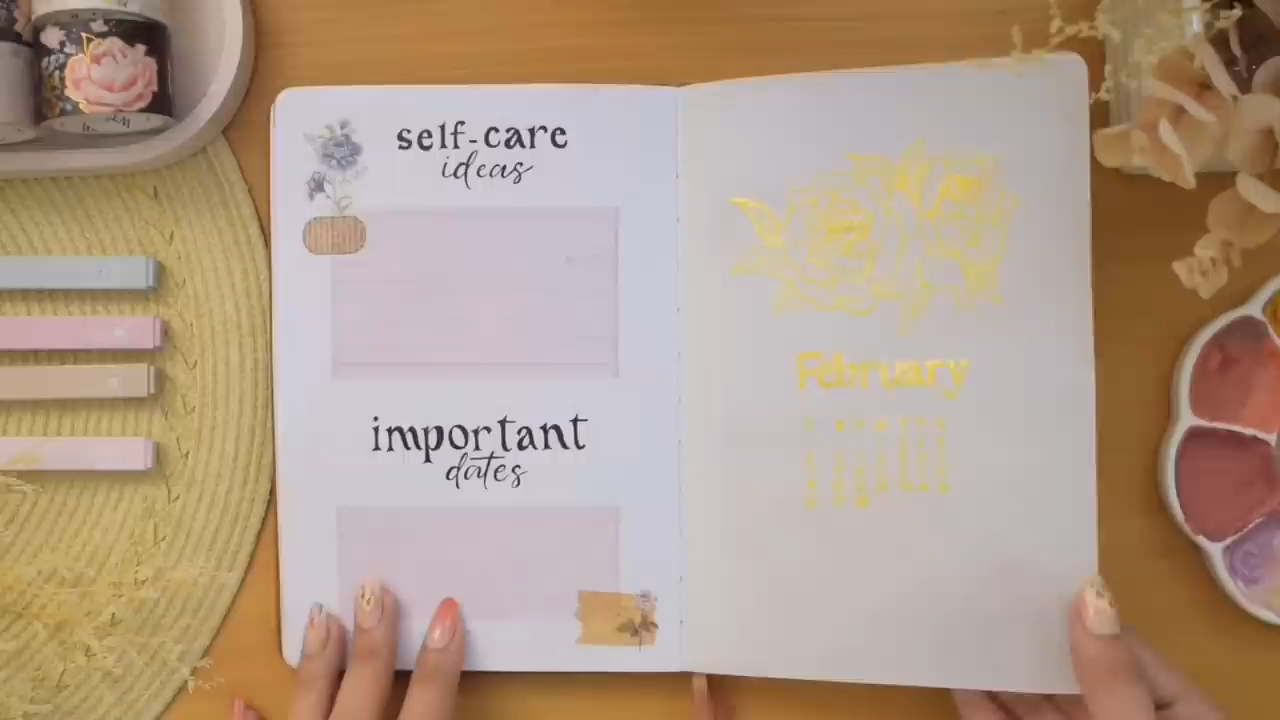 self-care
ideas
important
dates
February